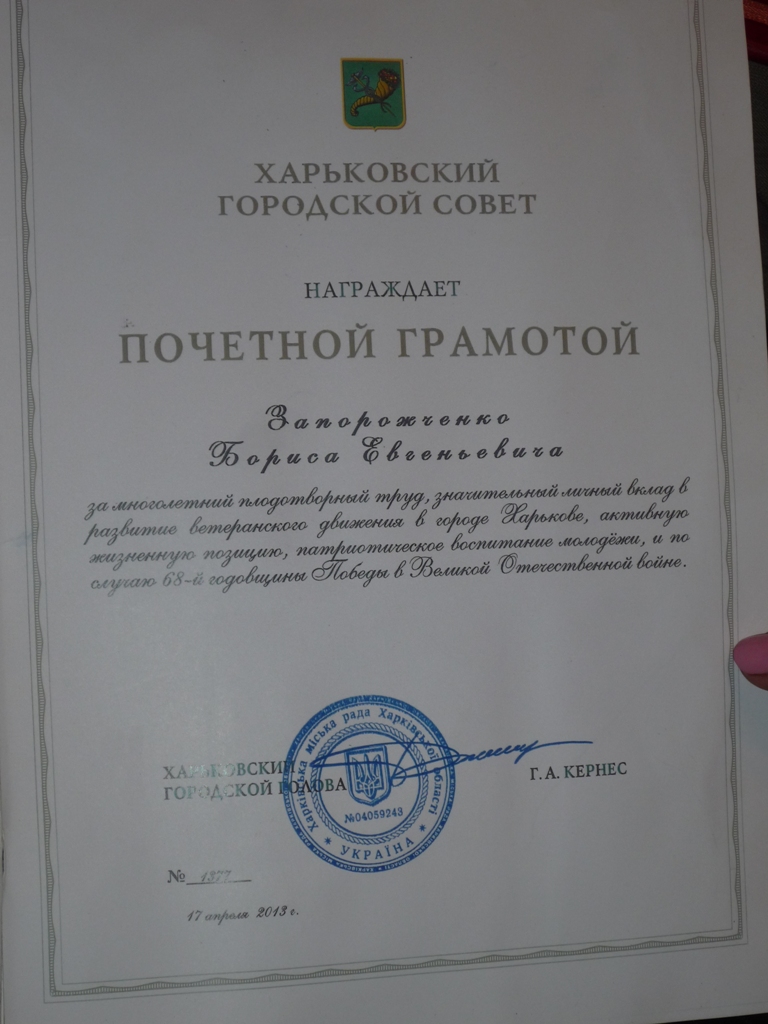 ХАРЬКОВСКИЙ
ГОРОДСКОЙ СОВЕТ
НАГРАЖДАЕТ
ПОЧЕТНОЙ ГРАМОТОЙ
Запорожченко
Бориса Евгеньевича
за многолетний плодотворный труд, значительный личный вклад в
развитие ветеранского движения в городе Харькове, активную
жизненную позицию, патриотическое воспитание молодёжи, и по
случаю 68-й годовщины Победы в Великой Отечественной войне.
ХАРЬКОВСКИЙ
ГОРОДСКОЙ ГОЛОВА
Харківська міська рада Харківської області
№04059243
* УКРАЇНА *
Г.А. КЕРНЕС
№ 1377
17 апреля 2013 г.